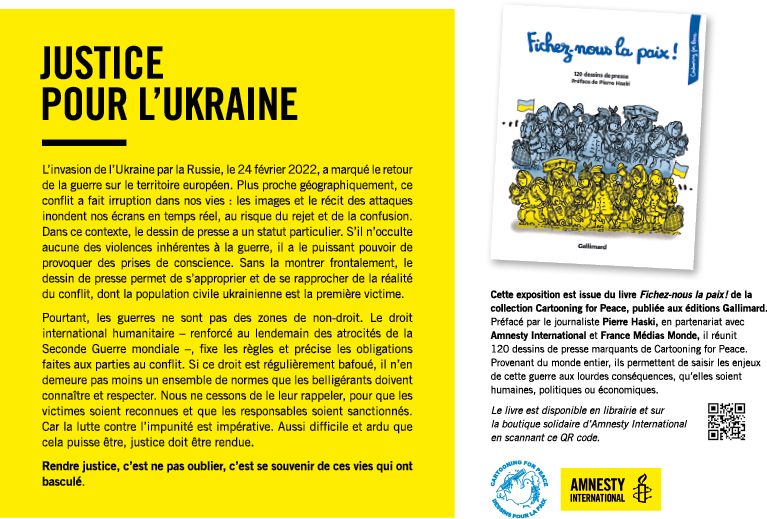 JUSTICE
POUR L'UKRAINE
L'invasion de l'Ukraine par la Russie, le 24 février 2022, a marqué le retour
de la guerre sur le territoire européen. Plus proche géographiquement, ce
conflit a fait irruption dans nos vies : les images et le récit des attaques
inondent nos écrans en temps réel, au risque du rejet et de la confusion.
Dans ce contexte, le dessin de presse a un statut particulier. S'il n'occulte
aucune des violences inhérentes à la guerre, il a le puissant pouvoir de
provoquer des prises de conscience. Sans la montrer frontalement, le
dessin de presse permet de s'approprier et de se rapprocher de la réalité
du conflit, dont la population civile ukrainienne est la première victime.
Pourtant, les guerres ne sont pas des zones de non-droit. Le droit
international humanitaire – renforcé au lendemain des atrocités de la
Seconde Guerre mondiale –, fixe les règles et précise les obligations
faites aux parties au conflit. Si ce droit est régulièrement bafoué, il n'en
demeure pas moins un ensemble de normes que les belligérants doivent
connaître et respecter. Nous ne cessons de le leur rappeler, pour que les
victimes soient reconnues et que les responsables soient sanctionnés.
Car la lutte contre l'impunité est impérative. Aussi difficile et ardu que
cela puisse être, justice doit être rendue.
Rendre justice, c'est ne pas oublier, c'est se souvenir de ces vies qui ont
basculé.
Fichez-nous la paix !
120 dessins de presse
Préface de Pierre Haski
Cartooning for Peace
Gallimard
Cette exposition est issue du livre Fichez-nous la paix ! de la
collection Cartooning for Peace, publiée aux éditions Gallimard.
Préfacé par le journaliste Pierre Haski, en partenariat avec
Amnesty International et France Médias Monde, il réunit
120 dessins de presse marquants de Cartooning for Peace.
Provenant du monde entier, ils permettent de saisir les enjeux
de cette guerre aux lourdes conséquences, qu'elles soient
humaines, politiques ou économiques.
Le livre est disponible en librairie et sur
la boutique solidaire d'Amnesty International
en scannant ce QR code.
CARTOONING FOR PEACE
DESSINS POUR LA PAIX
AMNESTY
INTERNATIONAL